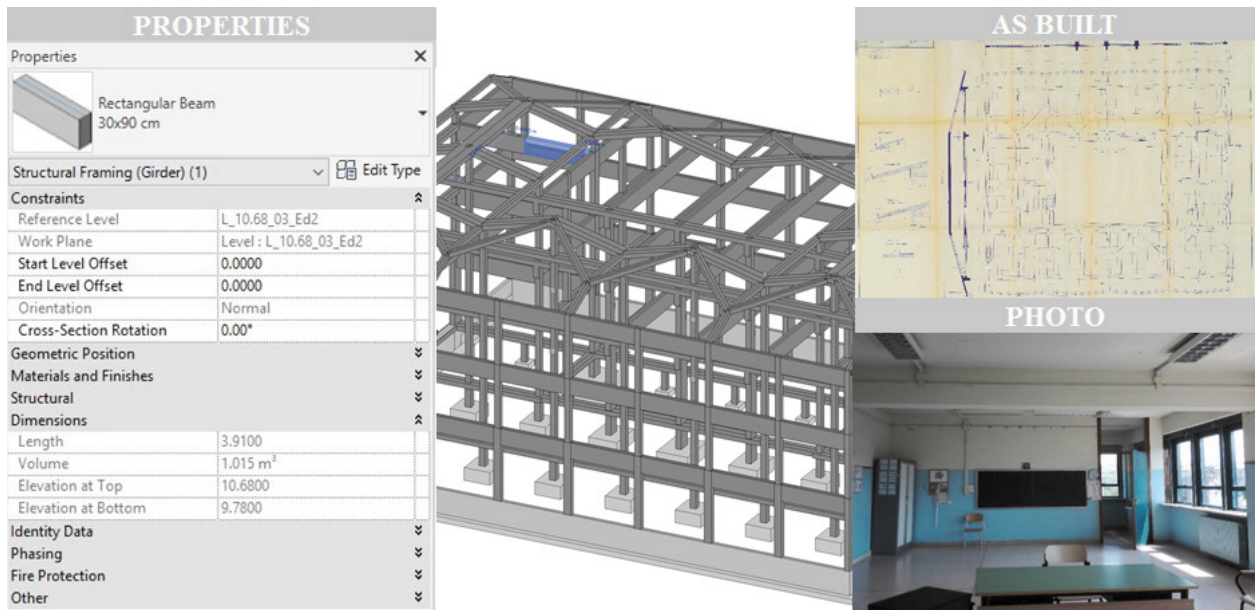 PROPERTIES
Properties
Rectangular Beam
30x90 cm
Structural Framing (Girder) (1)
Edit Type
Constraints
Reference Level L_10.68_03_Ed2
Work Plane Level : L_10.68_03_Ed2
Start Level Offset 0.0000
End Level Offset 0.0000
Orientation Normal
Cross-Section Rotation 0.00°
Geometric Position
Materials and Finishes
Structural
Dimensions
Length 3.9100
Volume 1.015 m³
Elevation at Top 10.6800
Elevation at Bottom 9.7800
Identity Data
Phasing
Fire Protection
Other
AS BUILT
PHOTO